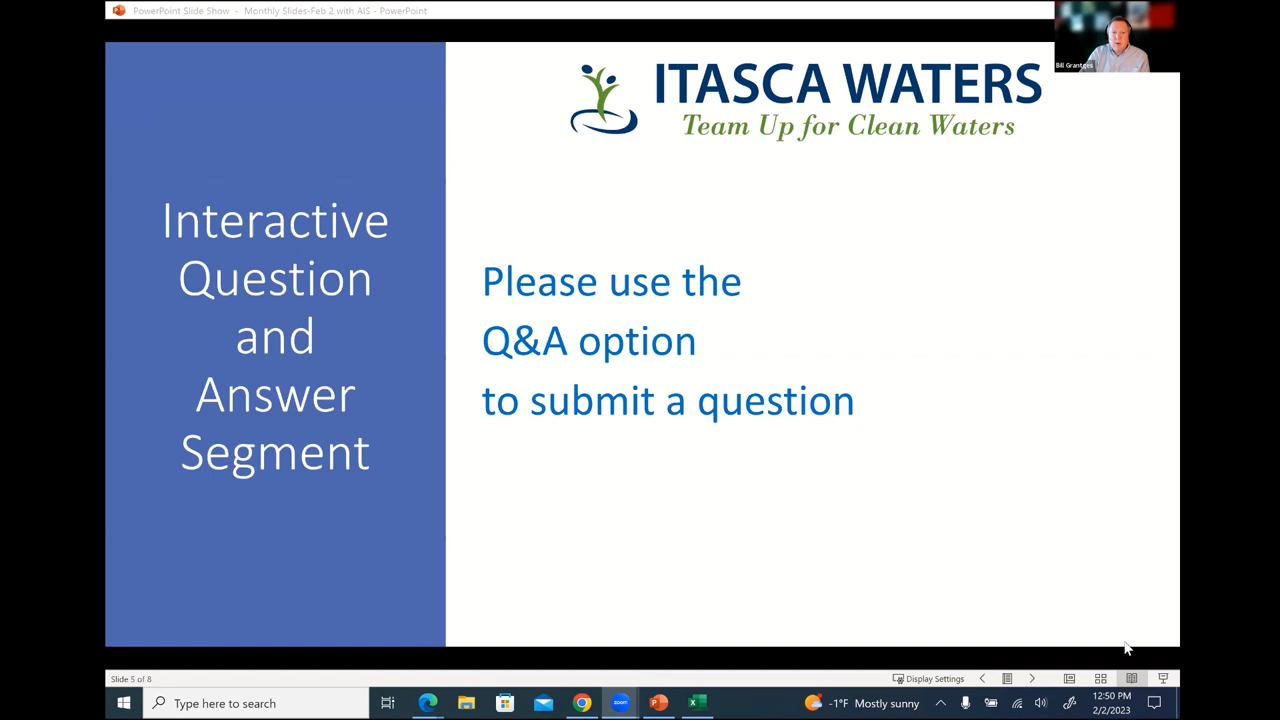 PowerPoint Slide Show - Monthly Slides-Feb 2 with AIS - PowerPoint
Bill Grantges
ITASCA WATERS
Team Up for Clean Waters
Interactive
Question
and
Answer
Segment
Please use the
Q&A option
to submit a question
Slide 5 of 8
Display Settings
Type here to search
zoom
-1°F Mostly sunny
12:50 PM
2/2/2023